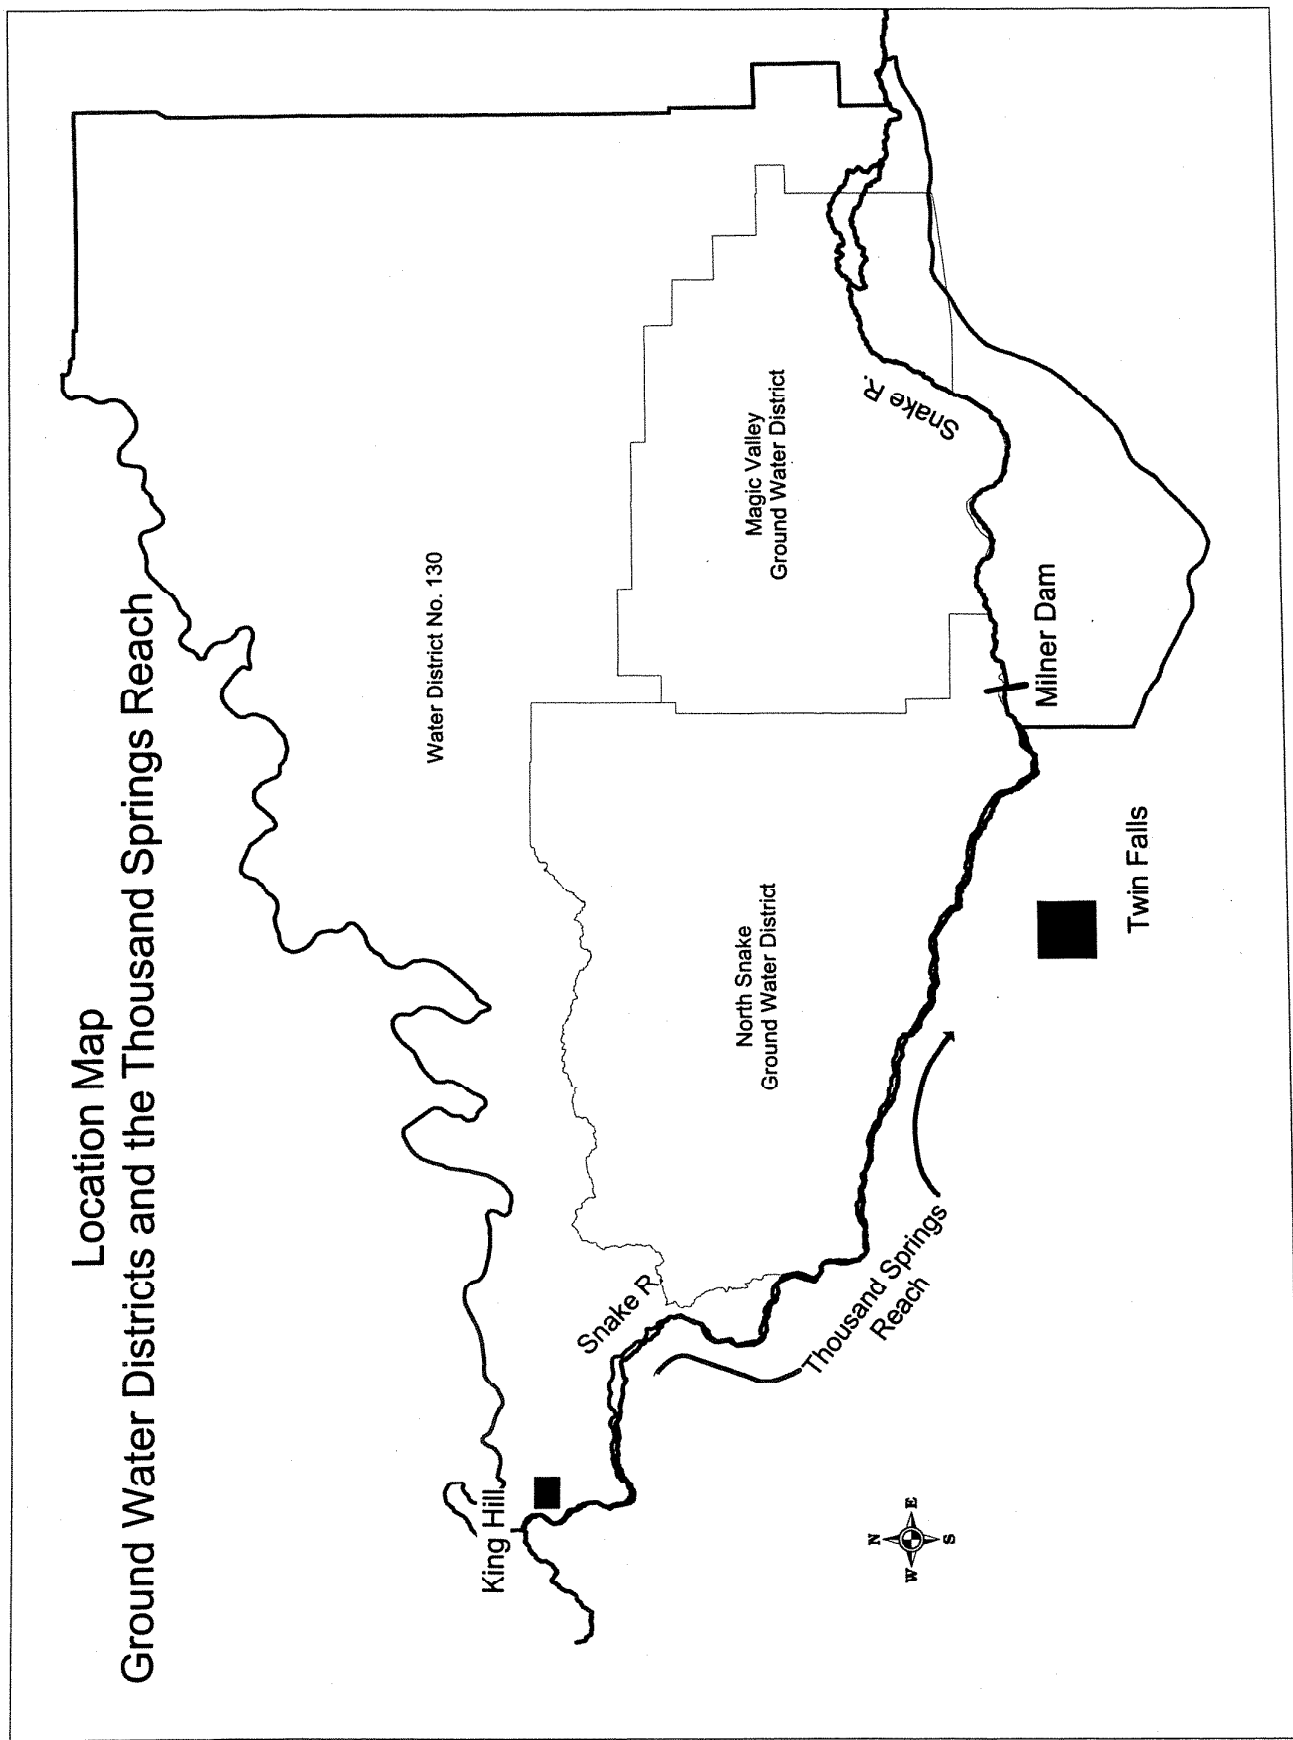 Location Map
Ground Water Districts and the Thousand Springs Reach
Water District No. 130
King Hill
Snake R.
North Snake
Ground Water District
Magic Valley
Ground Water District
Snake R.
Thousand Springs
Reach
Milner Dam
Twin Falls
N
W
E
S